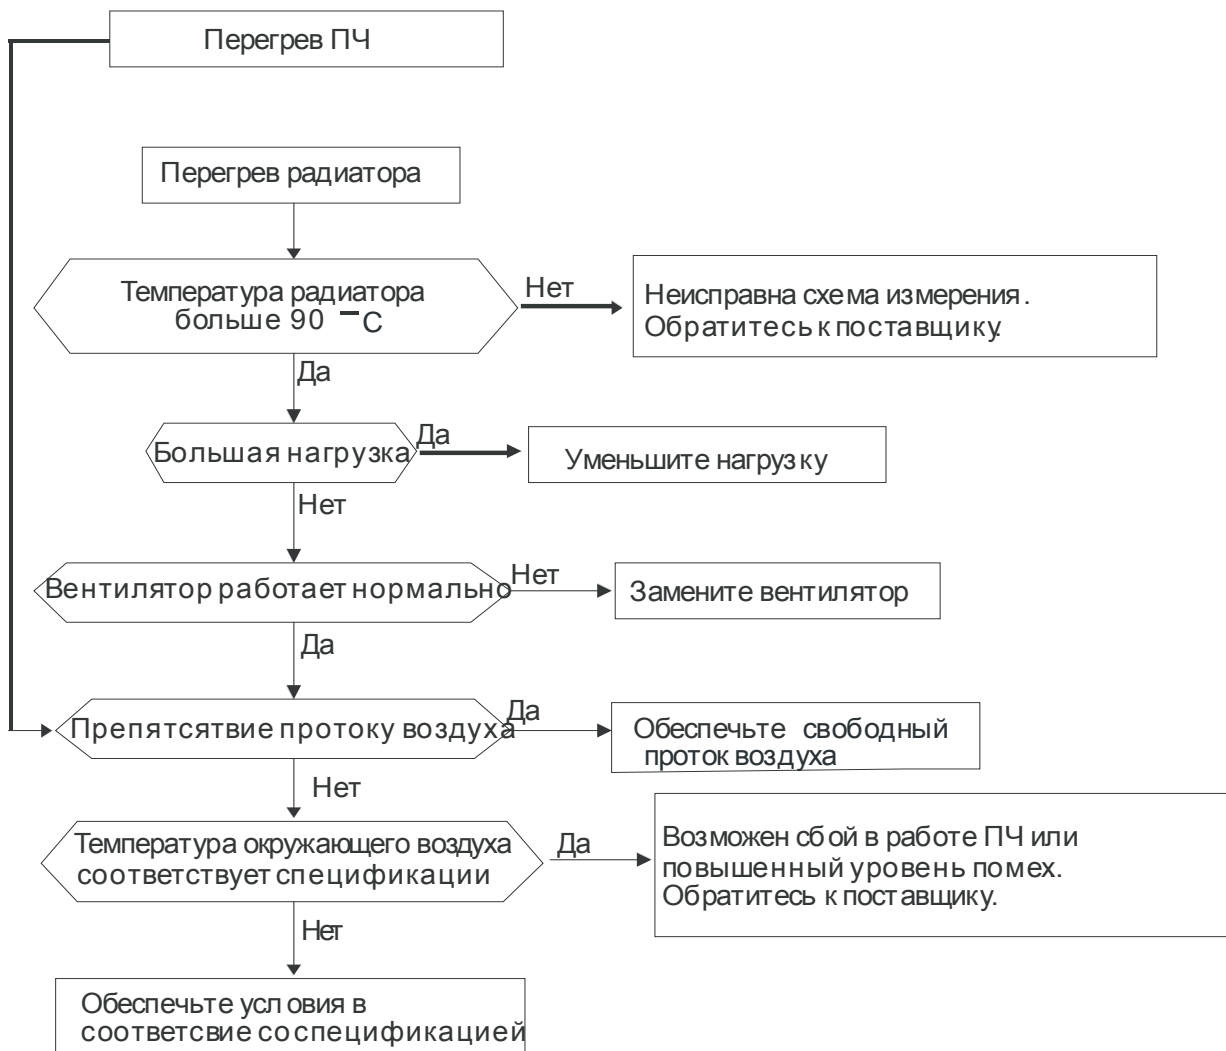 Перегрев ПЧ
Перегрев радиатора
Температура радиатора
больше 90 ¯C
Нет
Неисправна схема измерения.
Обратитесь к поставщику.
Да
Большая нагрузка
Да
Уменьшите нагрузку
Нет
Вентилятор работает нормально
Нет
Замените вентилятор
Да
Препятсятвие протоку воздуха
Да
Обеспечьте свободный
проток воздуха
Нет
Температура окружающего воздуха
соответствует спецификации
Да
Возможен сбой в работе ПЧ или
повышенный уровень помех.
Обратитесь к поставщику.
Нет
Обеспечьте условия в
соответсвие со спецификацией